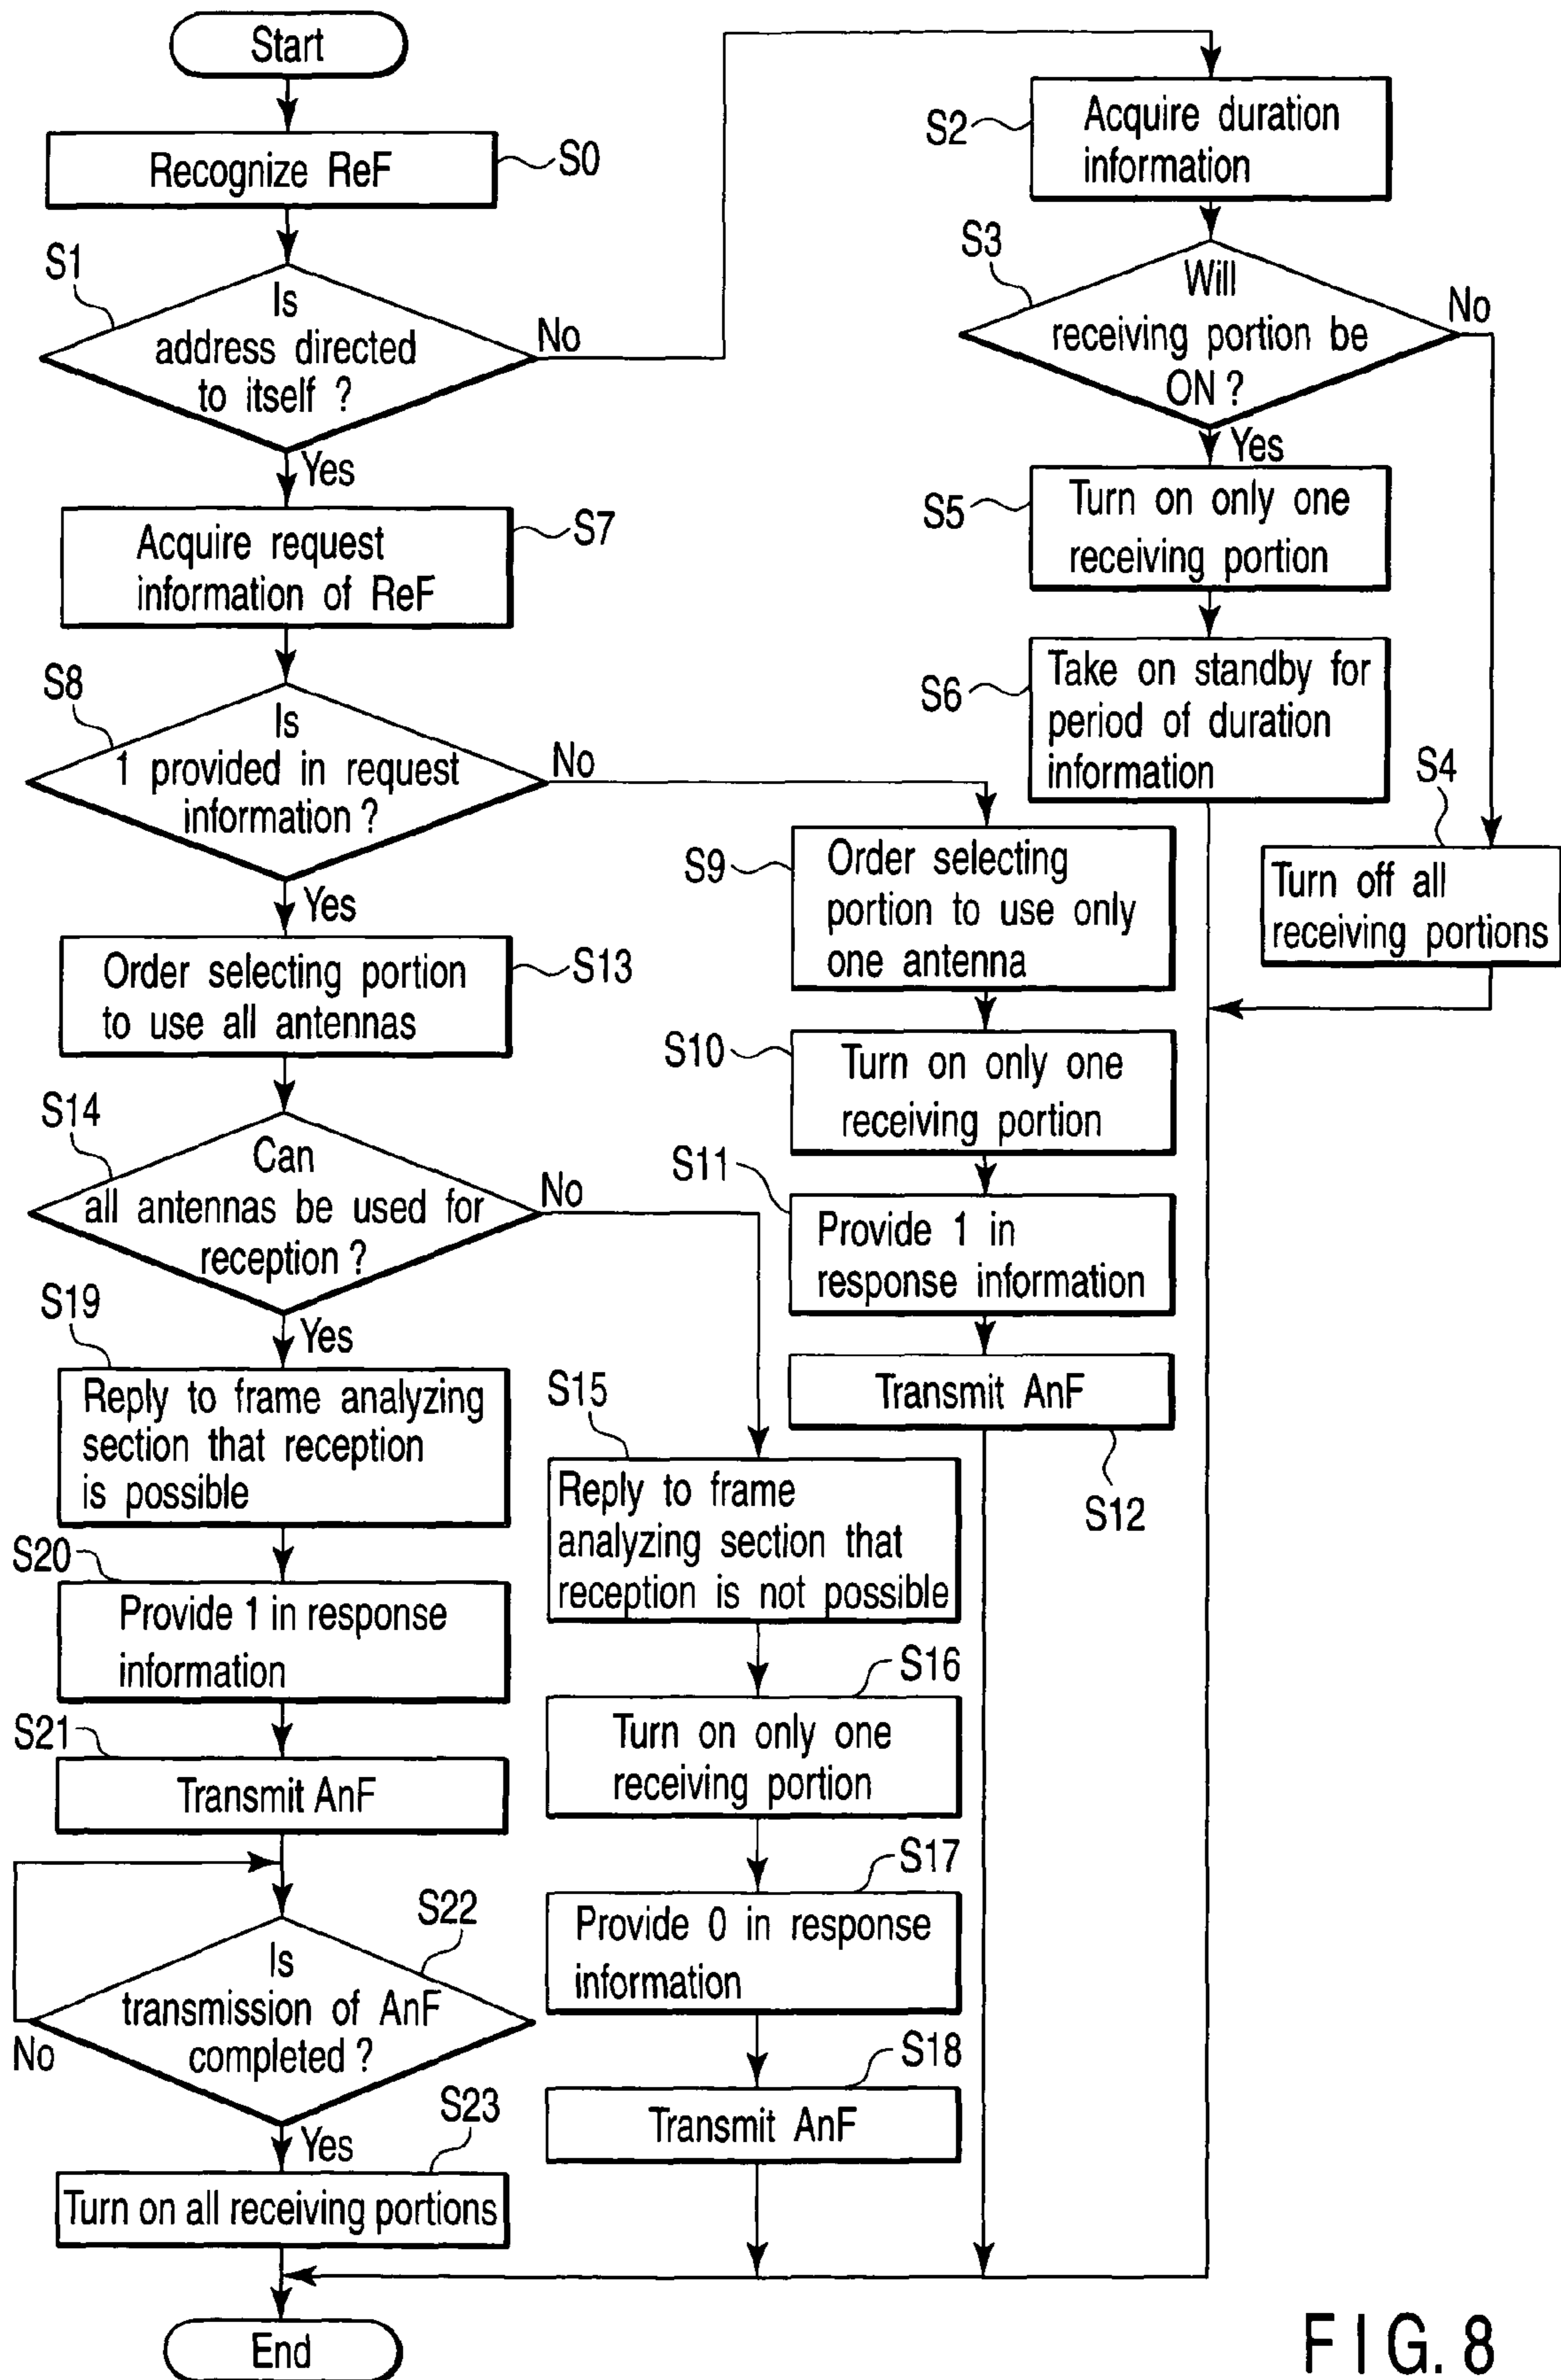 Start
Recognize ReF
S0
S1
Is
address directed
to itself ?
No
Yes
S2
Acquire duration
information
S3
Will
receiving portion be
ON ?
No
Yes
S5
Turn on only one
receiving portion
S6
Take on standby for
period of duration
information
S4
Turn off all
receiving portions
Acquire request
information of ReF
S7
S8
Is
1 provided in request
information ?
No
Yes
S9
Order selecting
portion to use only
one antenna
S10
Turn on only one
receiving portion
S11
Provide 1 in
response information
Transmit AnF
S12
Order selecting portion
to use all antennas
S13
S14
Can
all antennas be used for
reception ?
No
Yes
S15
Reply to frame
analyzing section that
reception is not possible
S16
Turn on only one
receiving portion
S17
Provide 0 in response
information
S18
Transmit AnF
S19
Reply to frame analyzing
section that reception
is possible
S20
Provide 1 in response
information
S21
Transmit AnF
S22
Is
transmission of AnF
completed ?
No
Yes
S23
Turn on all receiving portions
End
FIG. 8